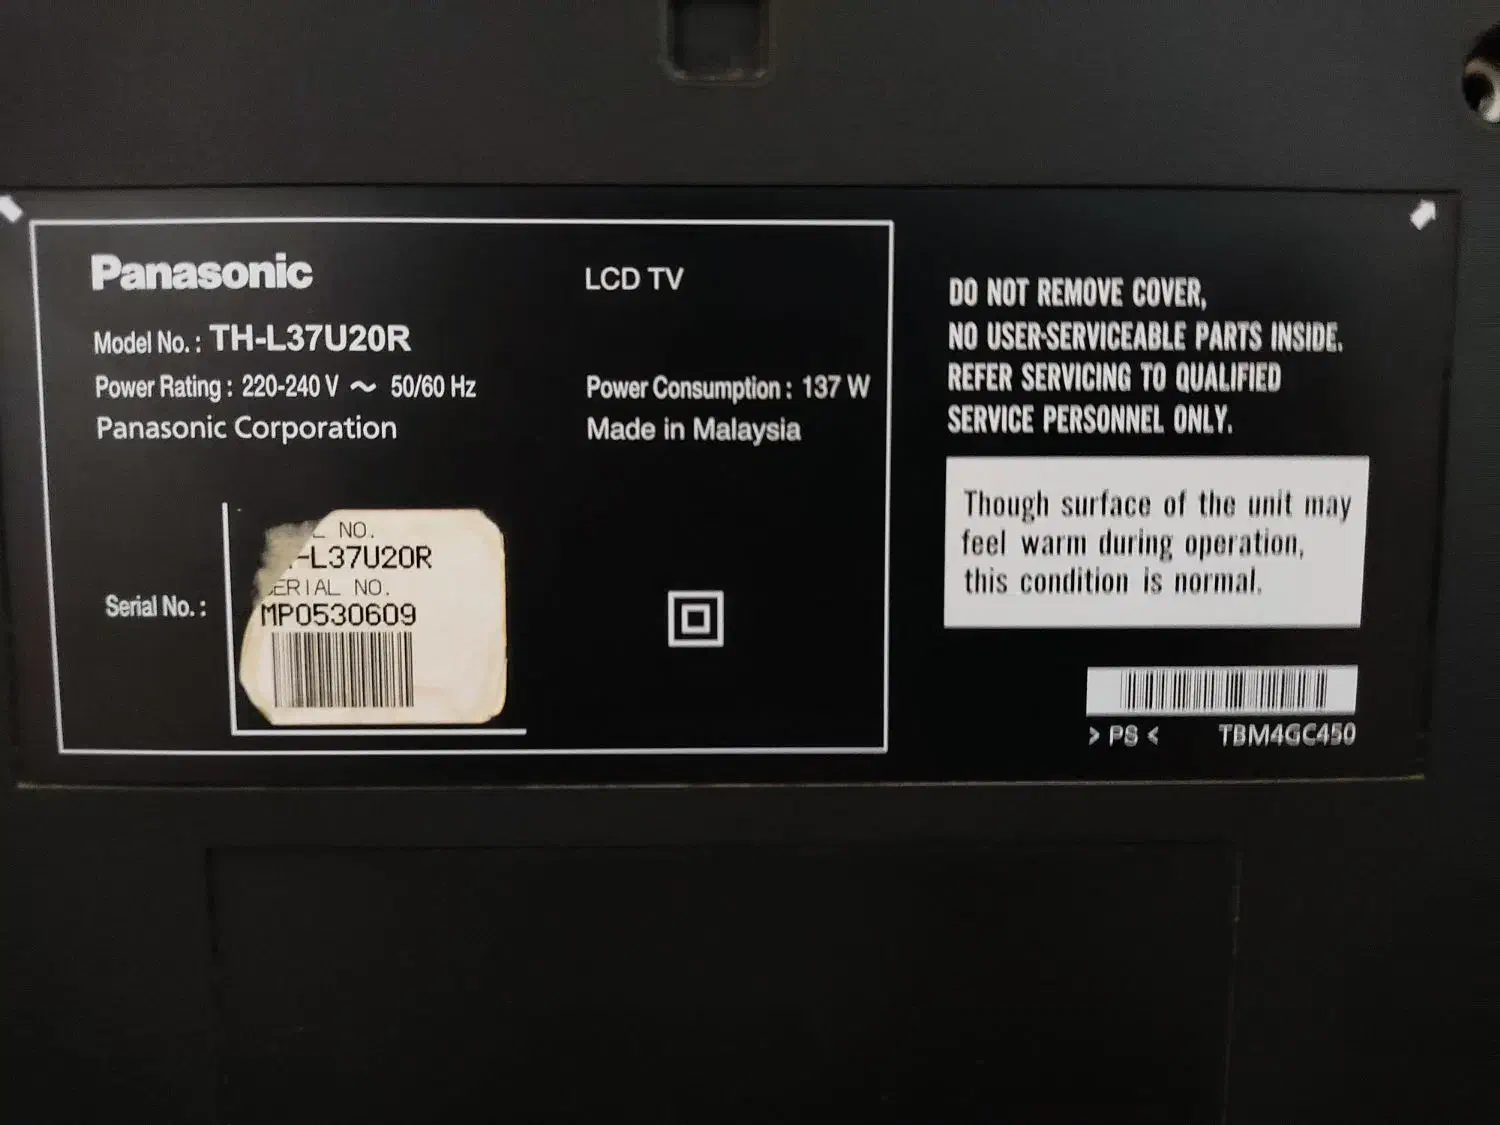 Panasonic
LCD TV
Model No. : TH-L37U20R
Power Rating : 220-240 V ～ 50/60 Hz
Power Consumption : 137 W
Panasonic Corporation
Made in Malaysia
Serial No. :
L NO.
-L37U20R
ERIAL NO.
MP0530609
DO NOT REMOVE COVER,
NO USER-SERVICEABLE PARTS INSIDE.
REFER SERVICING TO QUALIFIED
SERVICE PERSONNEL ONLY.
Though surface of the unit may
feel warm during operation,
this condition is normal.
> PS < TBM4GC450